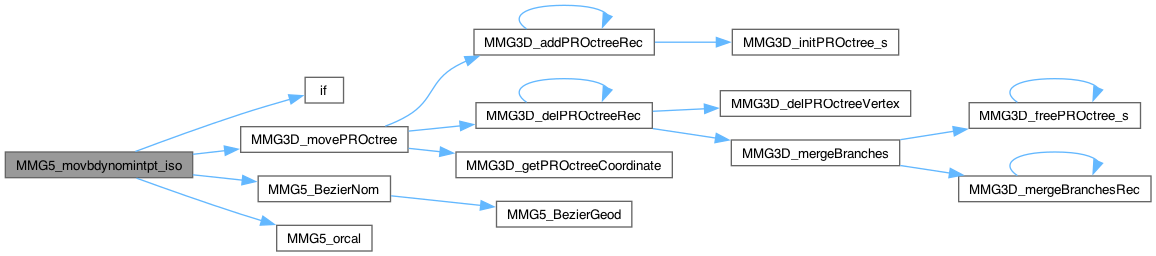 MMG5_movbdynomintpt_iso
if
MMG3D_movePROctree
MMG5_BezierNom
MMG5_orcal
MMG3D_addPROctreeRec
MMG3D_delPROctreeRec
MMG3D_getPROctreeCoordinate
MMG5_BezierGeod
MMG3D_initPROctree_s
MMG3D_delPROctreeVertex
MMG3D_mergeBranches
MMG3D_freePROctree_s
MMG3D_mergeBranchesRec